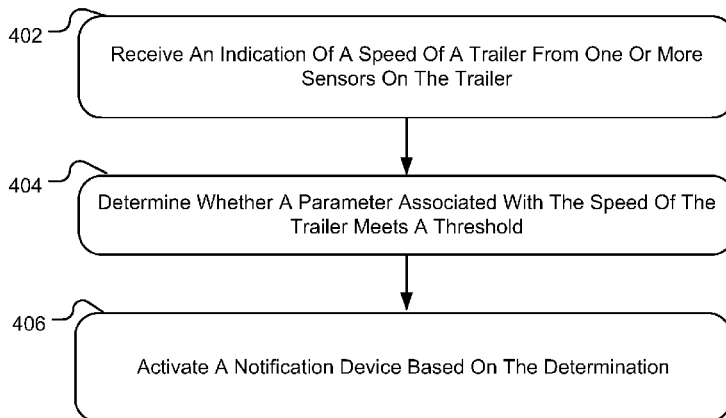 402
Receive An Indication Of A Speed Of A Trailer From One Or More
Sensors On The Trailer
404
Determine Whether A Parameter Associated With The Speed Of The
Trailer Meets A Threshold
406
Activate A Notification Device Based On The Determination